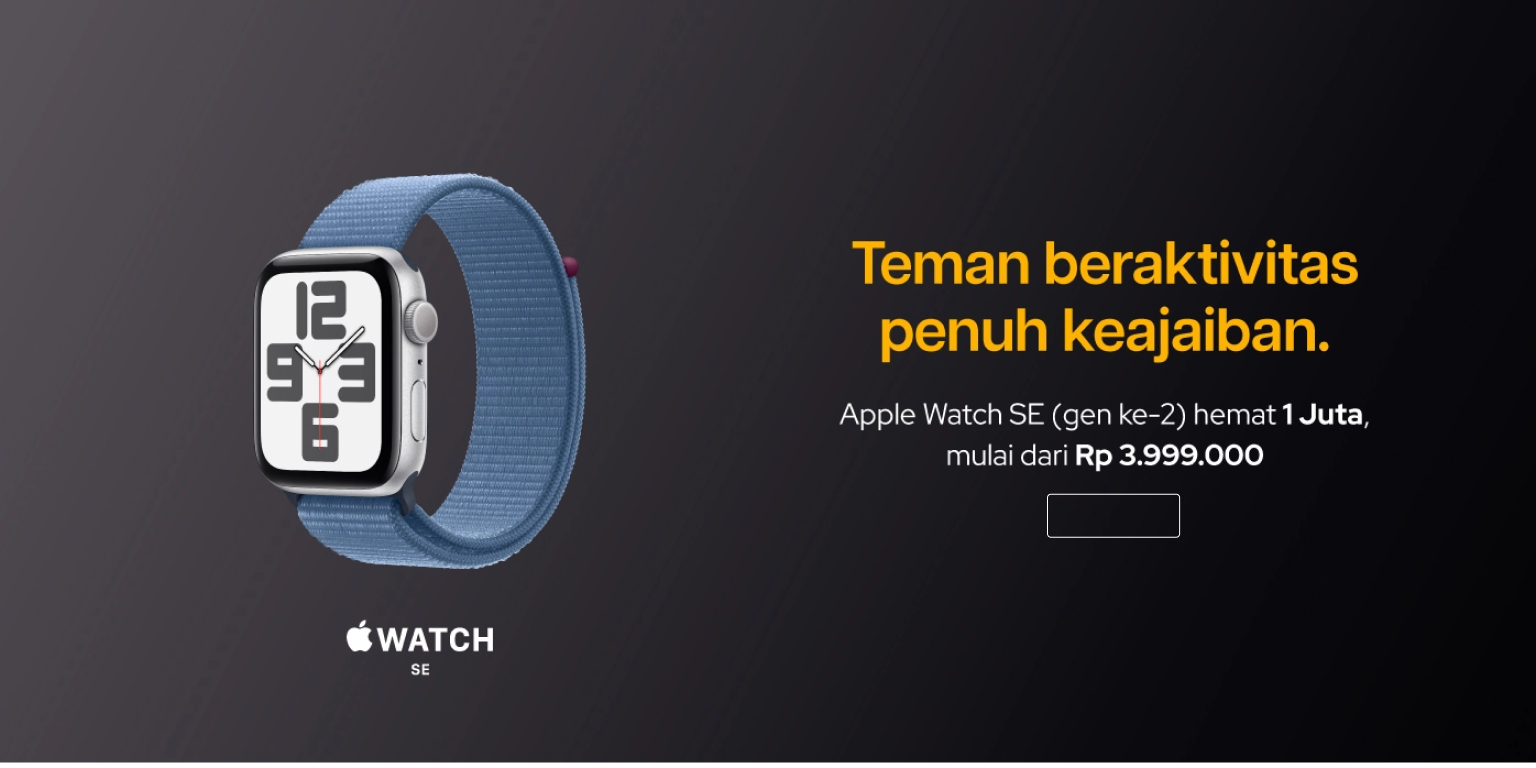 12
9 3
6
WATCH
SE
Teman beraktivitas
penuh keajaiban.
Apple Watch SE (gen ke-2) hemat 1 Juta,
mulai dari Rp 3.999.000